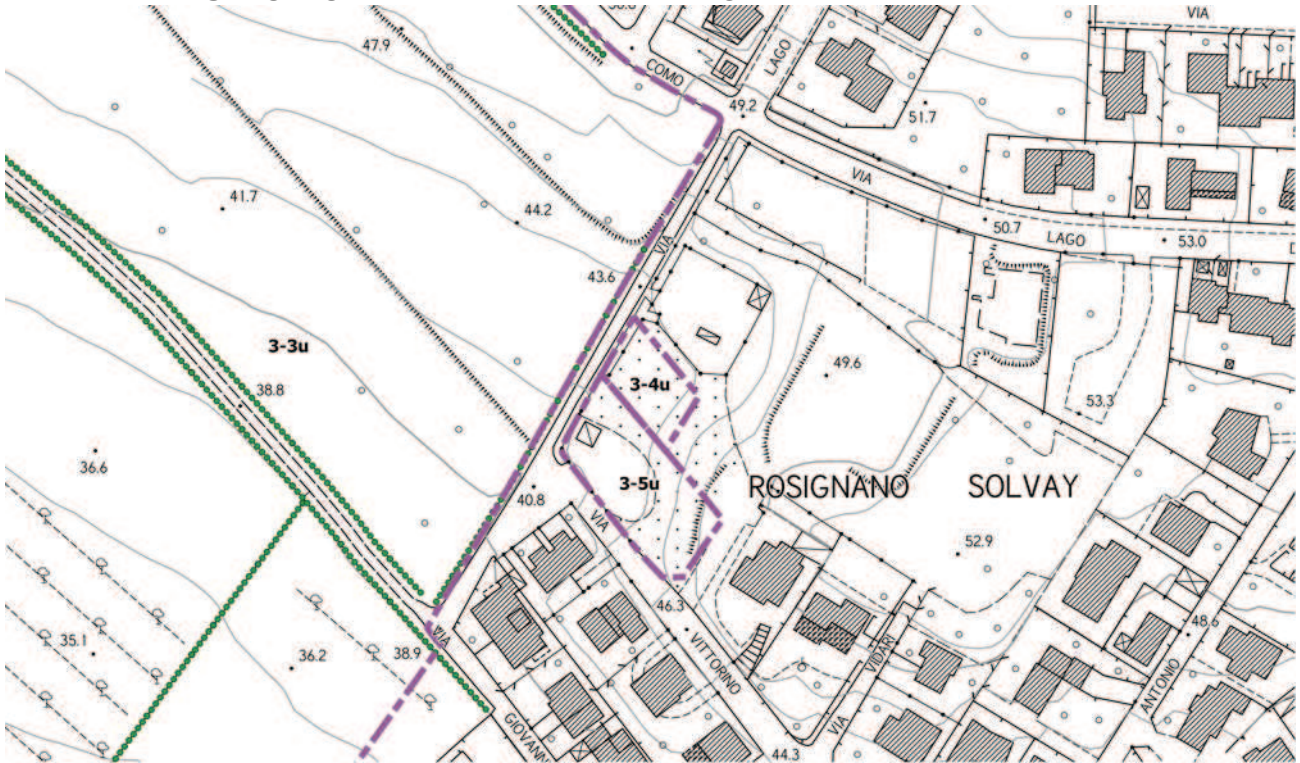 VIA
47.9
COMO
LAGO
49.2
51.7
VIA
41.7
44.2
50.7
LAGO
53.0
VIA
43.6
3-3u
38.8
3-4u
49.6
53.3
36.6
3-5u
ROSIGNANO SOLVAY
40.8
VIA
52.9
46.3
48.6
35.1
36.2
38.9
VIA
VITTORINO
VIDARI
ANTONIO
GIOVANN
VIA
44.3